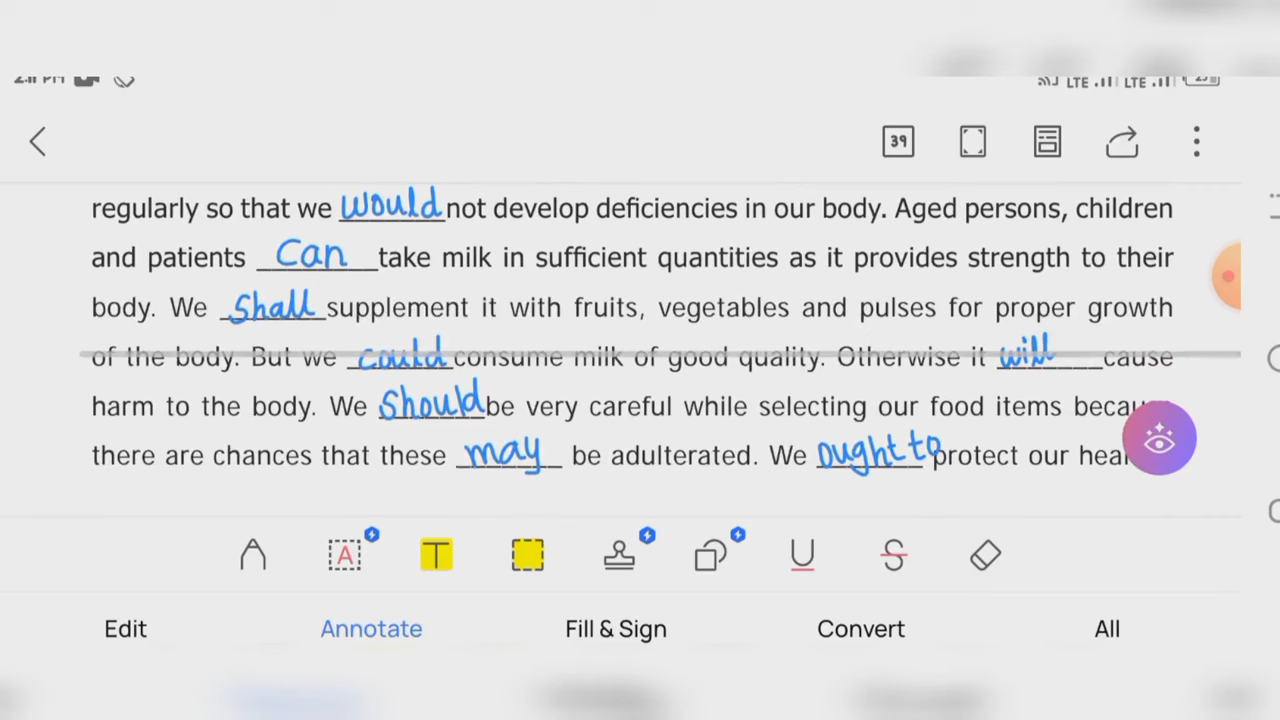 39
LTE LTE
regularly so that we would not develop deficiencies in our body. Aged persons, children
and patients Can take milk in sufficient quantities as it provides strength to their
body. We Shall supplement it with fruits, vegetables and pulses for proper growth
of the body. But we could consume milk of good quality. Otherwise it will cause
harm to the body. We Should be very careful while selecting our food items
there are chances that these may be adulterated. We ought to protect our
A T U S
Edit Annotate Fill & Sign Convert All